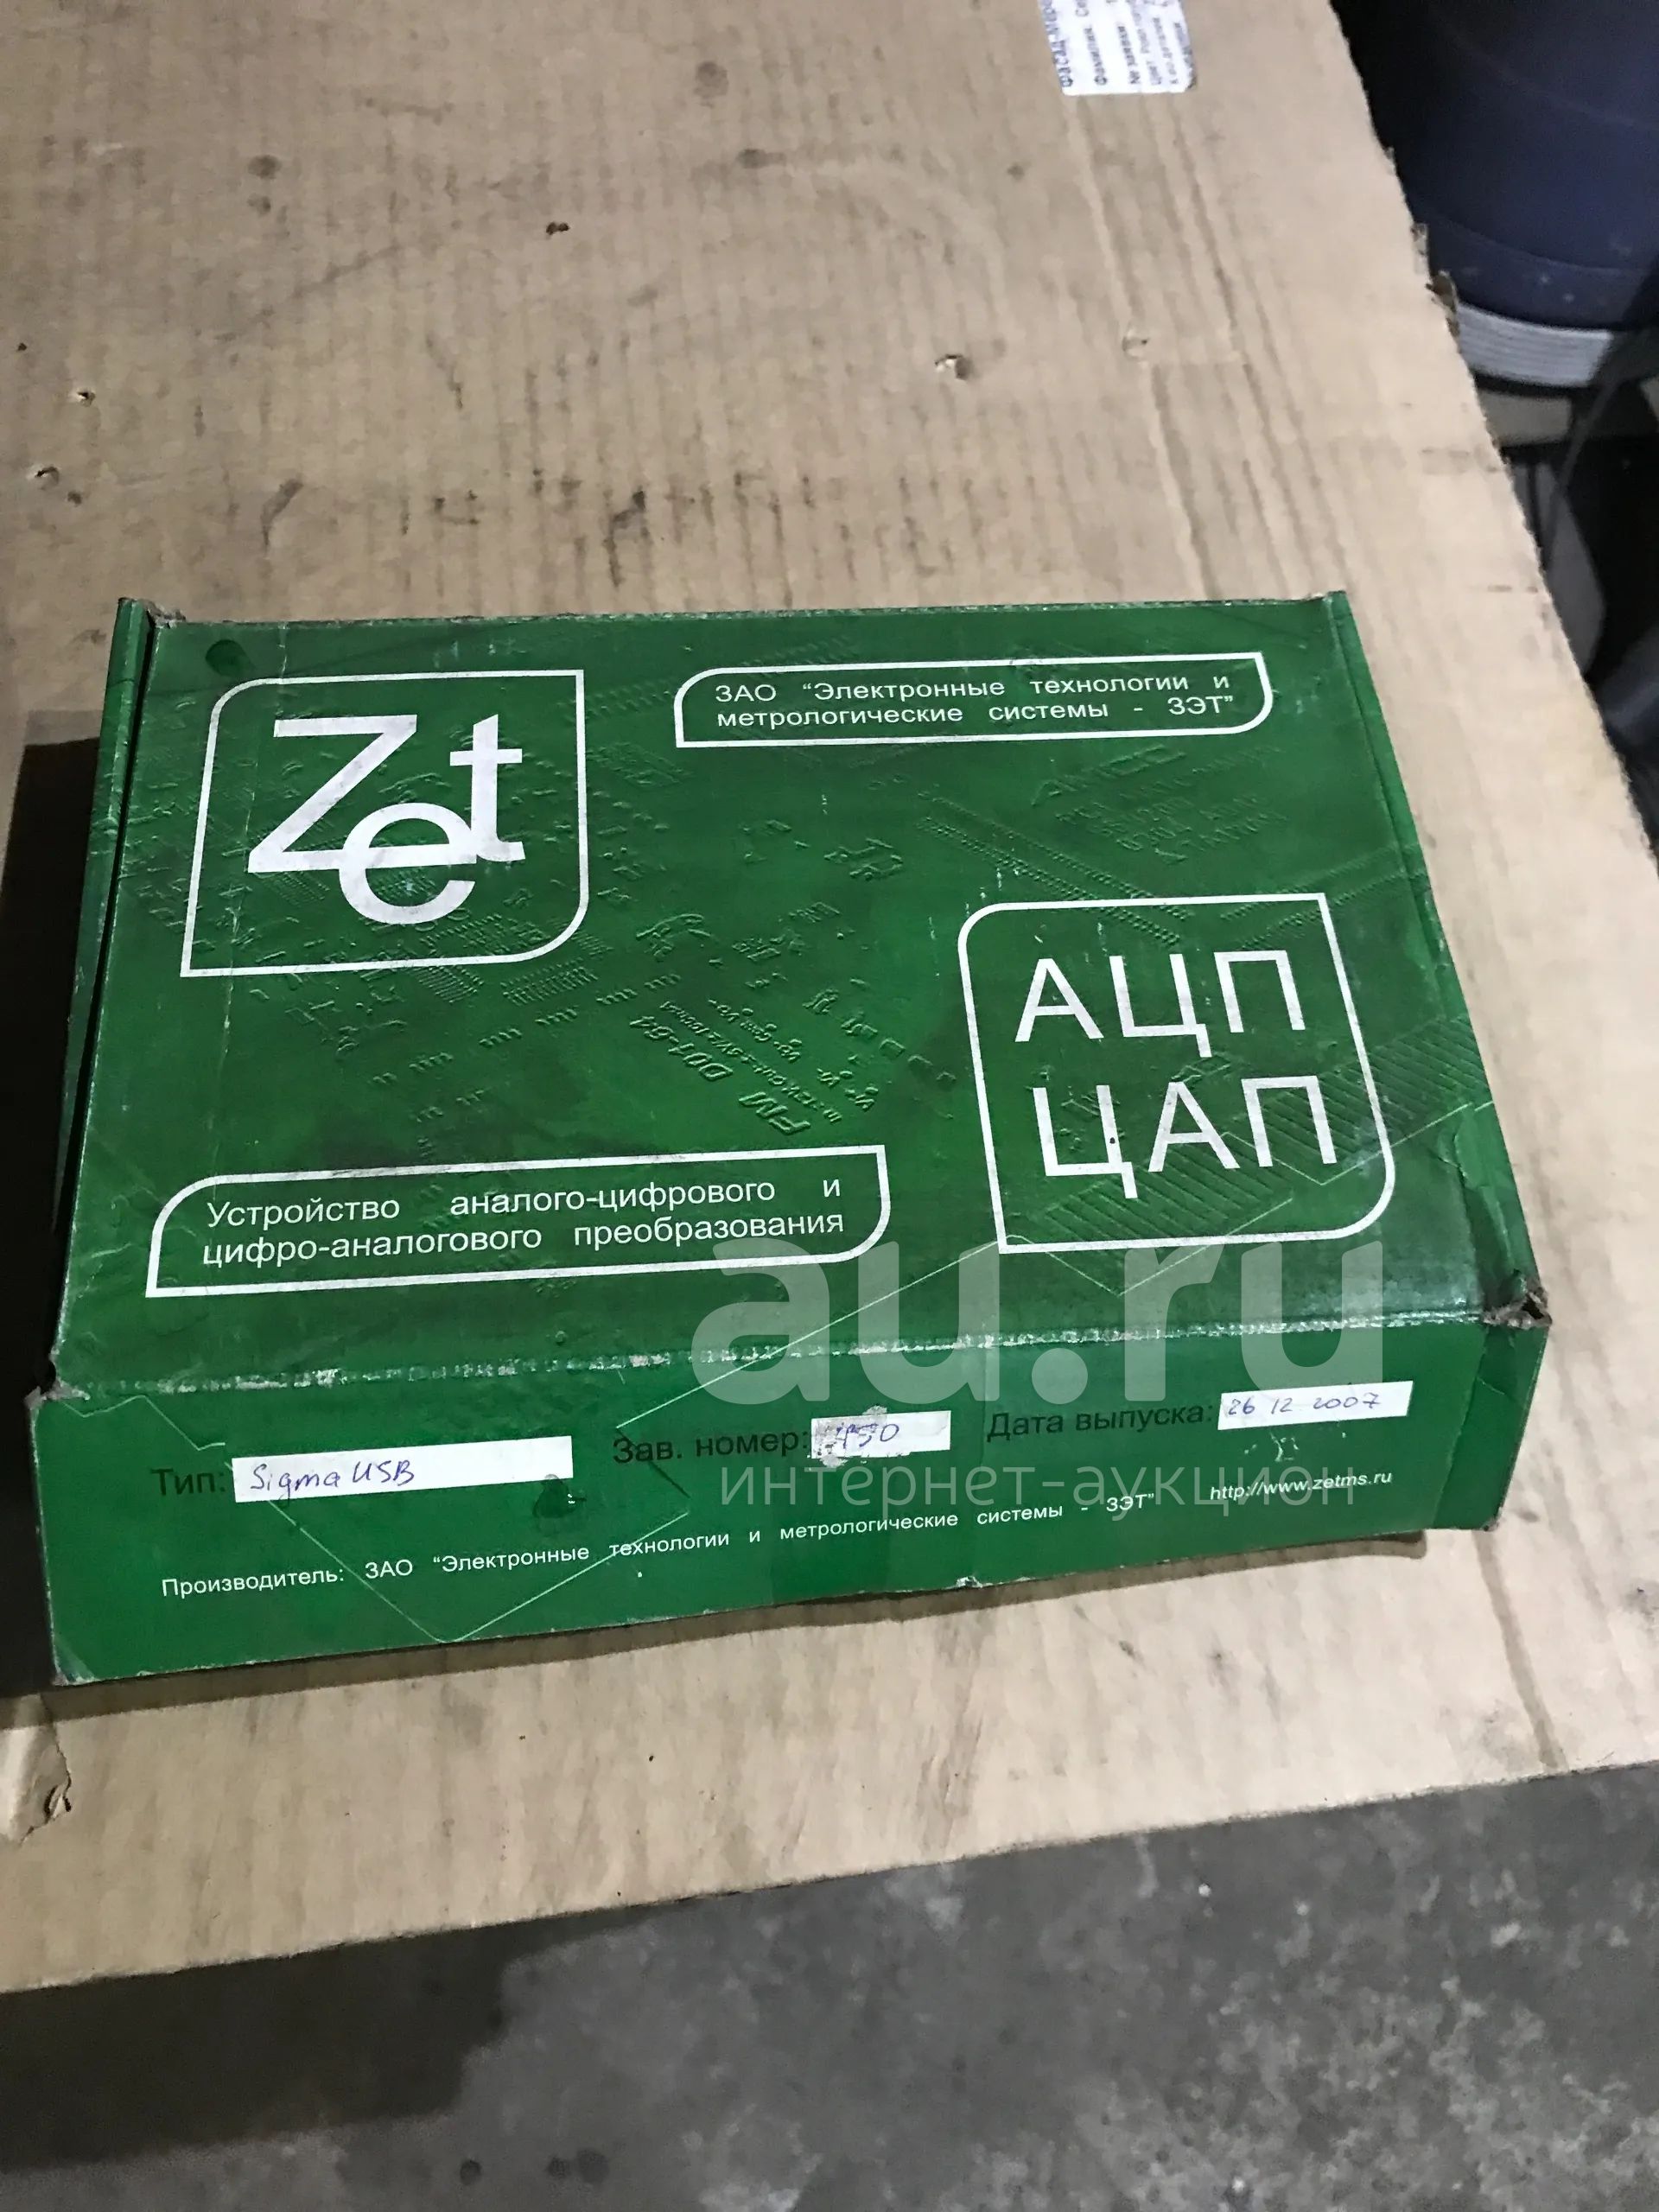 Zet
ЗАО “Электронные технологии и
метрологические системы - ЗЭТ”
АЦП
ЦАП
Устройство аналого-цифрового и
цифро-аналогового преобразования
Тип: Sigma USB
Зав. номер: 450
Дата выпуска: 26 12 2007
Производитель: ЗАО “Электронные технологии и метрологические системы - ЗЭТ”
http://www.zetms.ru
au.ru
интернет-аукцион